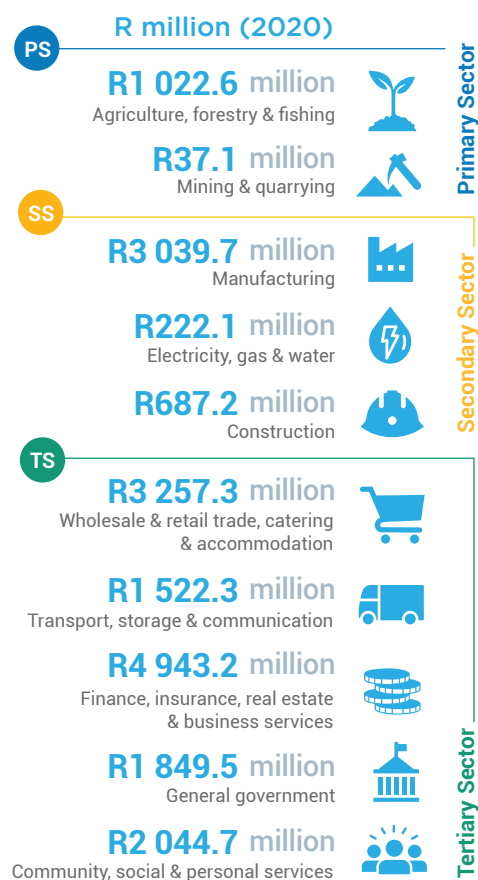 R million (2020)
PS
Primary Sector
R1 022.6 million
Agriculture, forestry & fishing
R37.1 million
Mining & quarrying
SS
Secondary Sector
R3 039.7 million
Manufacturing
R222.1 million
Electricity, gas & water
R687.2 million
Construction
TS
Tertiary Sector
R3 257.3 million
Wholesale & retail trade, catering
& accommodation
R1 522.3 million
Transport, storage & communication
R4 943.2 million
Finance, insurance, real estate
& business services
R1 849.5 million
General government
R2 044.7 million
Community, social & personal services